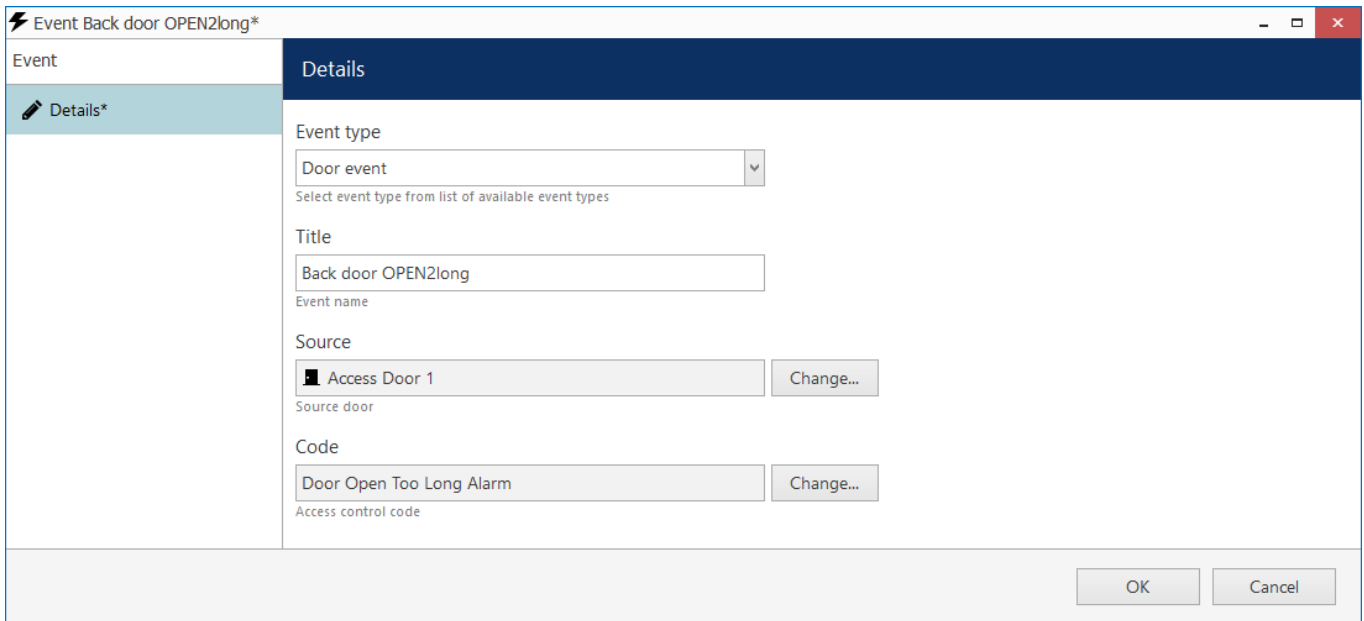 Event Back door OPEN2long*
Event
Details*
Details
Event type
Door event
Select event type from list of available event types
Title
Back door OPEN2long
Event name
Source
Access Door 1
Change...
Source door
Code
Door Open Too Long Alarm
Change...
Access control code
OK
Cancel